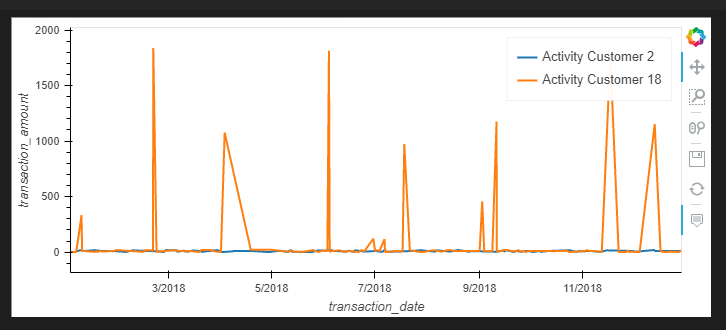 2000
Activity Customer 2
Activity Customer 18
1500
1000
500
0
transaction_amount
3/2018
5/2018
7/2018
9/2018
11/2018
transaction_date